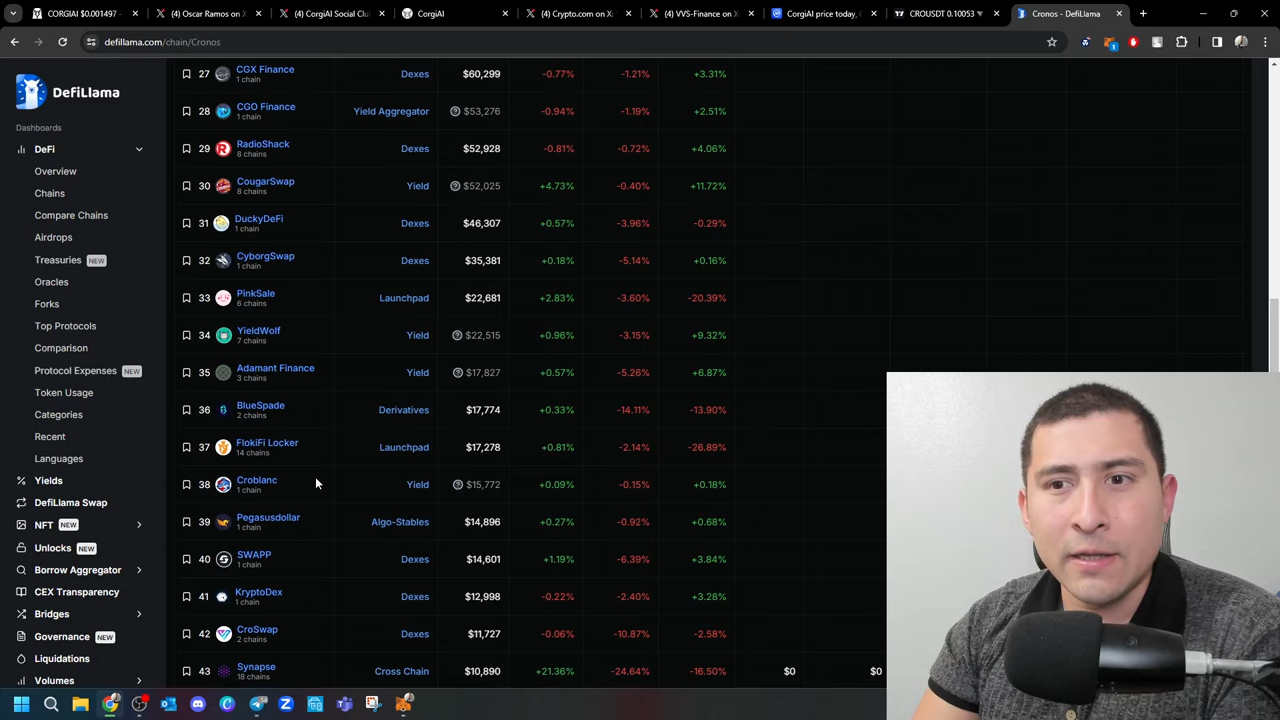 CORGIAI $0.001497 -
(4) Oscar Ramos on X
(4) CorgiAI Social Clu
CorgiAI
(4) Crypto.com on X
(4) VVS-Finance on X
CorgiAI price today, C
CROUSDT 0.10053
Cronos - DefiLlama
defillama.com/chain/Cronos
DefiLlama
Dashboards
DeFi
Overview
Chains
Compare Chains
Airdrops
Treasuries NEW
Oracles
Forks
Top Protocols
Comparison
Protocol Expenses NEW
Token Usage
Categories
Recent
Languages
Yields
DefiLlama Swap
NFT NEW
Unlocks NEW
Borrow Aggregator
CEX Transparency
Bridges
Governance NEW
Liquidations
Volumes
27 CGX Finance Dexes $60,299 -0.77% -1.21% +3.31%
1 chain
28 CGO Finance Yield Aggregator $53,276 -0.94% -1.19% +2.51%
1 chain
29 RadioShack Dexes $52,928 -0.81% -0.72% +4.06%
8 chains
30 CougarSwap Yield $52,025 +4.73% -0.40% +11.72%
8 chains
31 DuckyDeFi Dexes $46,307 +0.57% -3.96% -0.29%
1 chain
32 CyborgSwap Dexes $35,381 +0.18% -5.14% +0.16%
1 chain
33 PinkSale Launchpad $22,681 +2.83% -3.60% -20.39%
6 chains
34 YieldWolf Yield $22,515 +0.96% -3.15% +9.32%
7 chains
35 Adamant Finance Yield $17,827 +0.57% -5.26% +6.87%
3 chains
36 BlueSpade Derivatives $17,774 +0.33% -14.11% -13.90%
2 chains
37 FlokiFi Locker Launchpad $17,278 +0.81% -2.14% -26.89%
14 chains
38 Croblanc Yield $15,772 +0.09% -0.15% +0.18%
1 chain
39 Pegasusdollar Algo-Stables $14,896 +0.27% -0.92% +0.68%
1 chain
40 SWAPP Dexes $14,601 +1.19% -6.39% +3.84%
1 chain
41 KryptoDex Dexes $12,998 -0.22% -2.40% +3.28%
1 chain
42 CroSwap Dexes $11,727 -0.06% -10.87% -2.58%
2 chains
43 Synapse Cross Chain $10,890 +21.36% -24.64% -16.50% $0 $0
18 chains